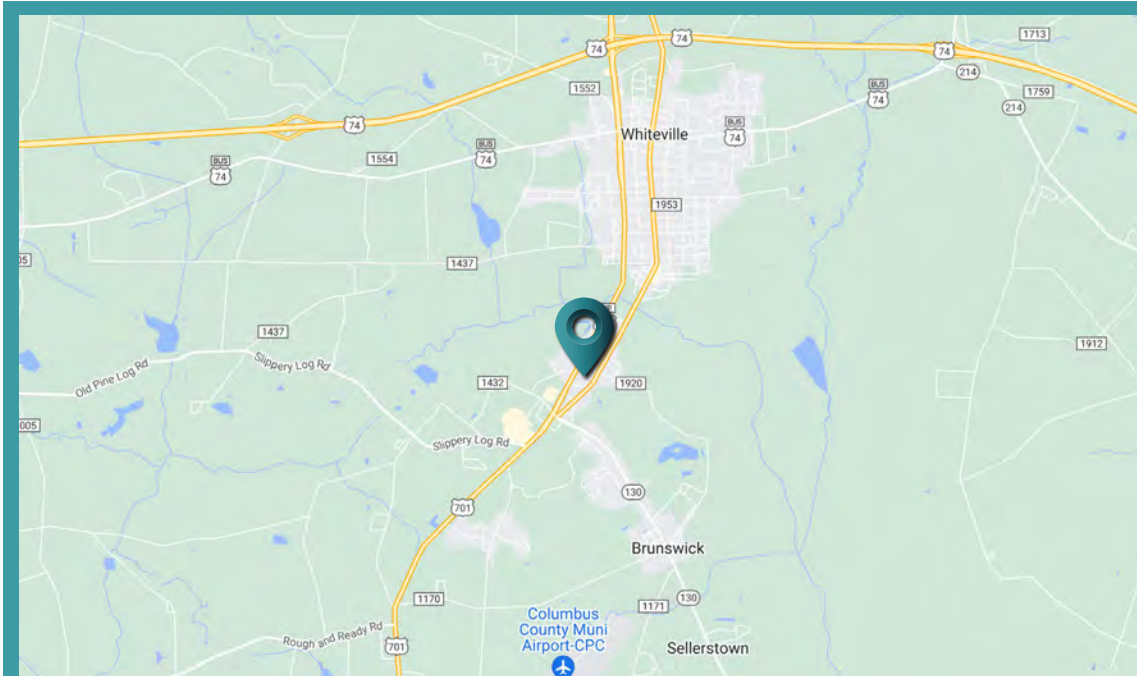 74
74
1713
74
214
1552
BUS
74
214
1759
74
Whiteville
BUS
74
BUS
74
1554
BUS
74
1953
1437
1437
1912
Slippery Log Rd
Old Pine Log Rd
1432
1920
005
Slippery Log Rd
130
701
Brunswick
1170
1171
130
Columbus
County Muni
Airport-CPC
Rough and Ready Rd
701
Sellerstown